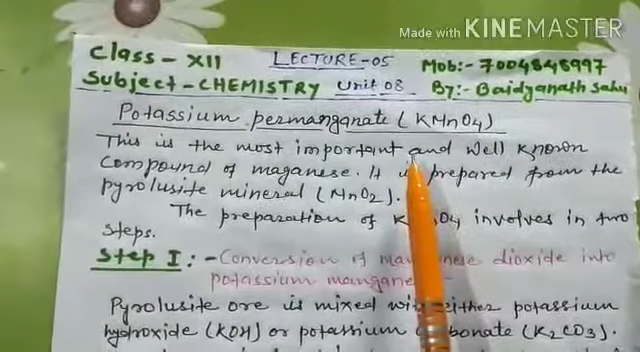 Made with KINEMASTER
Class - XII LECTURE-05 Mob:- 7004848997
Subject - CHEMISTRY Unit 08 By:- Baidyanath Sahu
Potassium permanganate (KMnO4)
This is the most important and well known
compound of maganese. It is prepared from the
pyrolusite mineral (MnO2).
The preparation of KMnO4 involves in two
steps.
Step I: - Conversion of dioxide into
potassium
Pyrolusite ore is mixed with either potassium
hydroxide (KOH) or potassium carbonate (K2CO3).